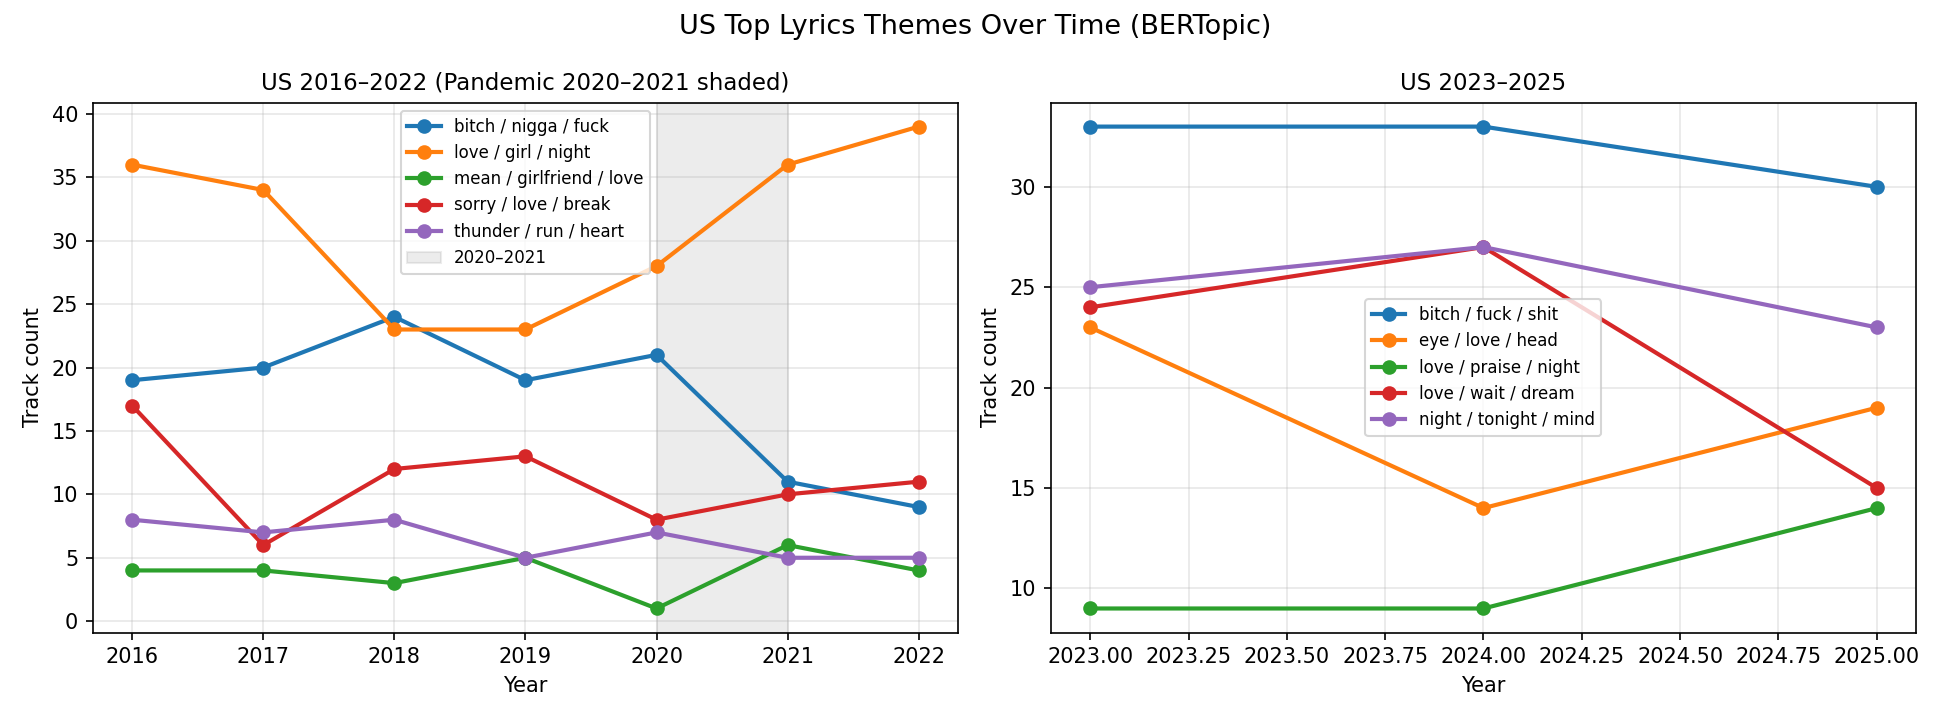 US Top Lyrics Themes Over Time (BERTopic)
US 2016–2022 (Pandemic 2020–2021 shaded)
Track count
40
35
30
25
20
15
10
5
0
bitch / nigga / fuck
love / girl / night
mean / girlfriend / love
sorry / love / break
thunder / run / heart
2020–2021
2016 2017 2018 2019 2020 2021 2022
Year
US 2023–2025
Track count
30
25
20
15
10
bitch / fuck / shit
eye / love / head
love / praise / night
love / wait / dream
night / tonight / mind
2023.00 2023.25 2023.50 2023.75 2024.00 2024.25 2024.50 2024.75 2025.00
Year